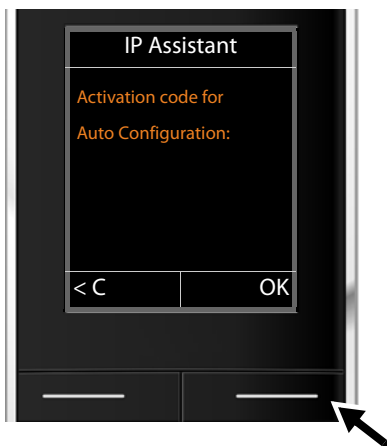 IP Assistant
Activation code for
Auto Configuration:
< C OK